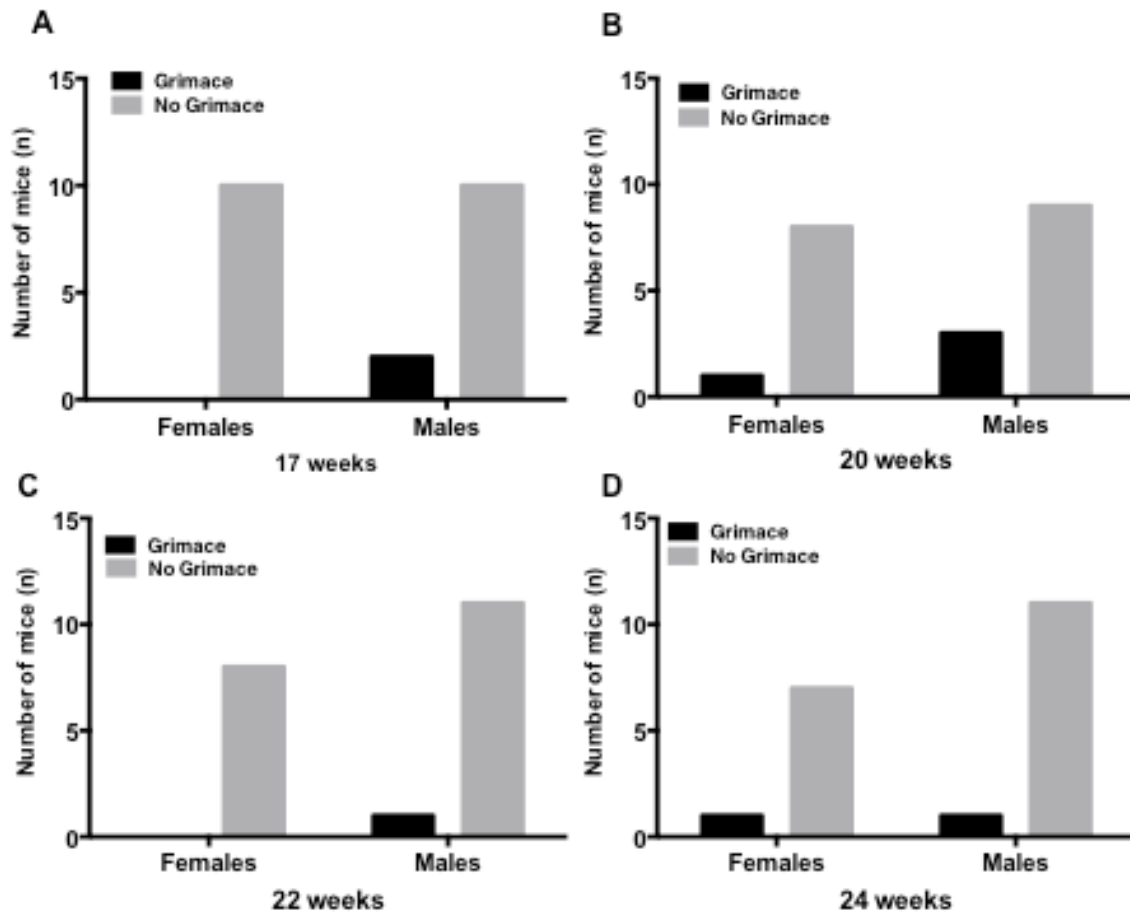 A
Number of mice (n)
15
10
5
0
Grimace
No Grimace
Females
Males
17 weeks
B
Number of mice (n)
15
10
5
0
Grimace
No Grimace
Females
Males
20 weeks
C
Number of mice (n)
15
10
5
0
Grimace
No Grimace
Females
Males
22 weeks
D
Number of mice (n)
15
10
5
0
Grimace
No Grimace
Females
Males
24 weeks